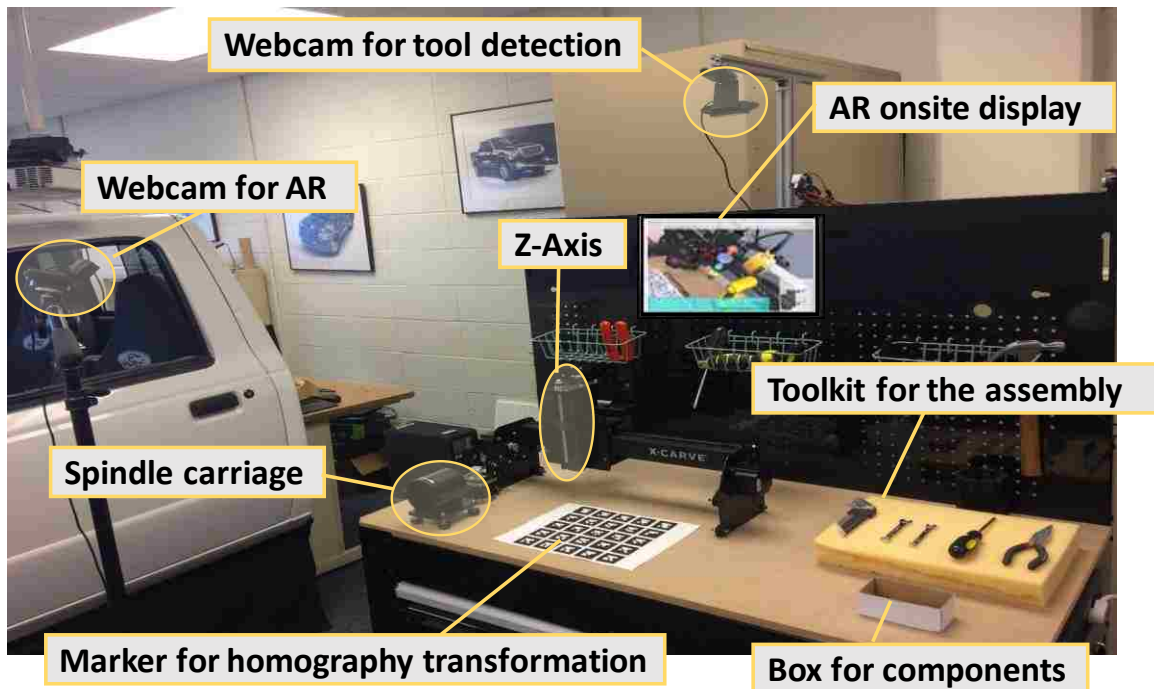 Webcam for tool detection
AR onsite display
Webcam for AR
Z-Axis
Toolkit for the assembly
X-CARVE
Spindle carriage
Marker for homography transformation
Box for components